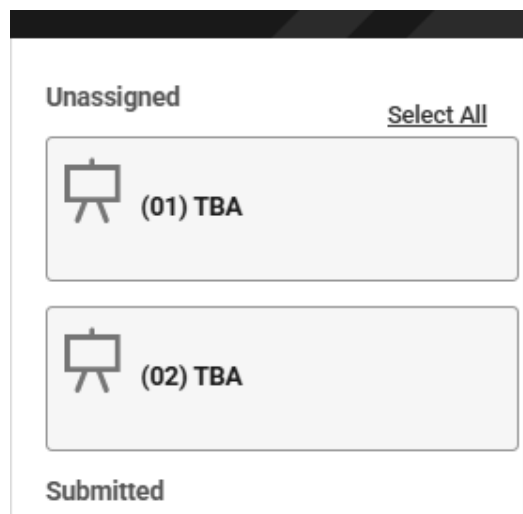 Unassigned
Select All
(01) TBA
(02) TBA
Submitted